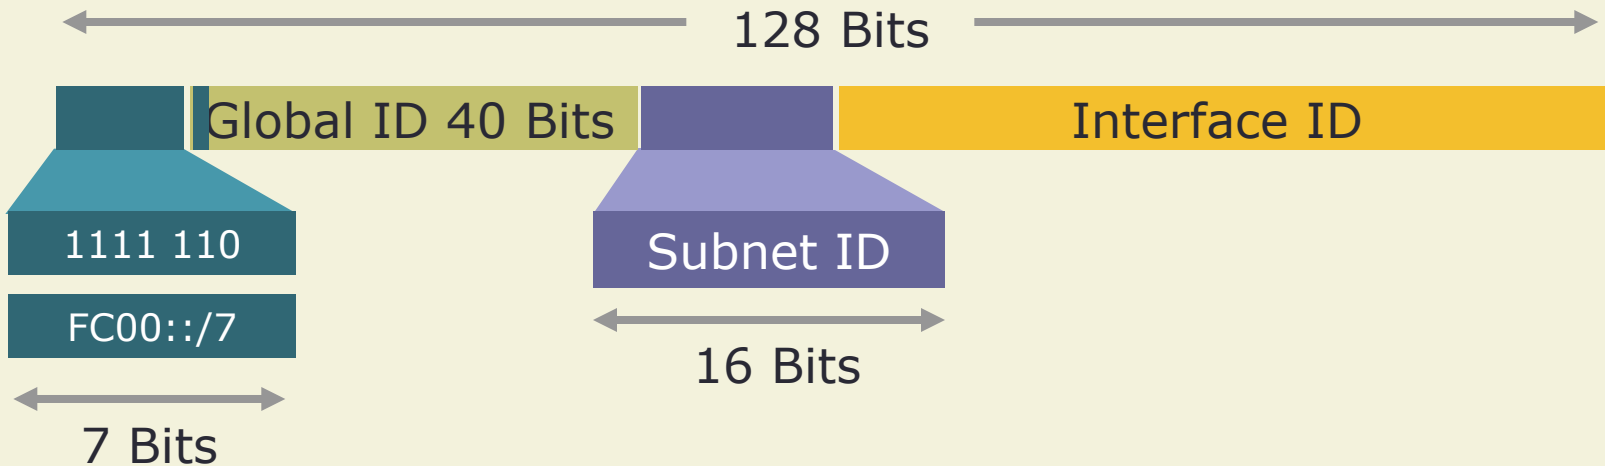 128 Bits
Global ID 40 Bits
Interface ID
1111 110
Subnet ID
FC00::/7
16 Bits
7 Bits